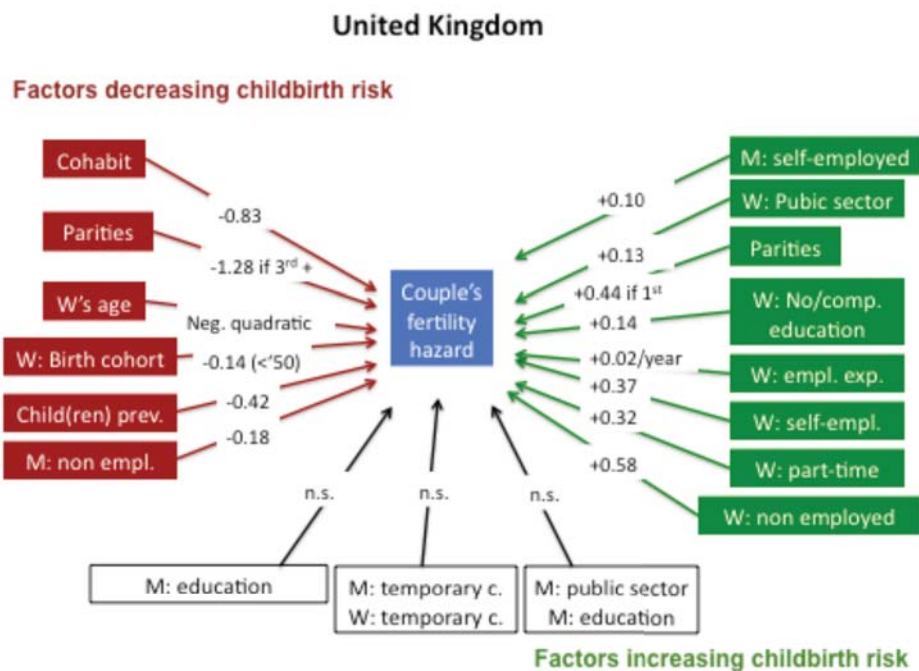 United Kingdom
Factors decreasing childbirth risk
Cohabit
-0.83
Parities
-1.28 if 3rd +
W's age
Neg. quadratic
W: Birth cohort
-0.14 (<'50)
Child(ren) prev.
-0.42
M: non empl.
-0.18
Couple's
fertility
hazard
M: self-employed
+0.10
W: Pubic sector
+0.13
Parities
+0.44 if 1st
W: No/comp.
education
+0.14
W: empl. exp.
+0.02/year
W: self-empl.
+0.37
W: part-time
+0.32
W: non employed
+0.58
n.s.
n.s.
n.s.
M: education
M: temporary c.
W: temporary c.
M: public sector
M: education
Factors increasing childbirth risk